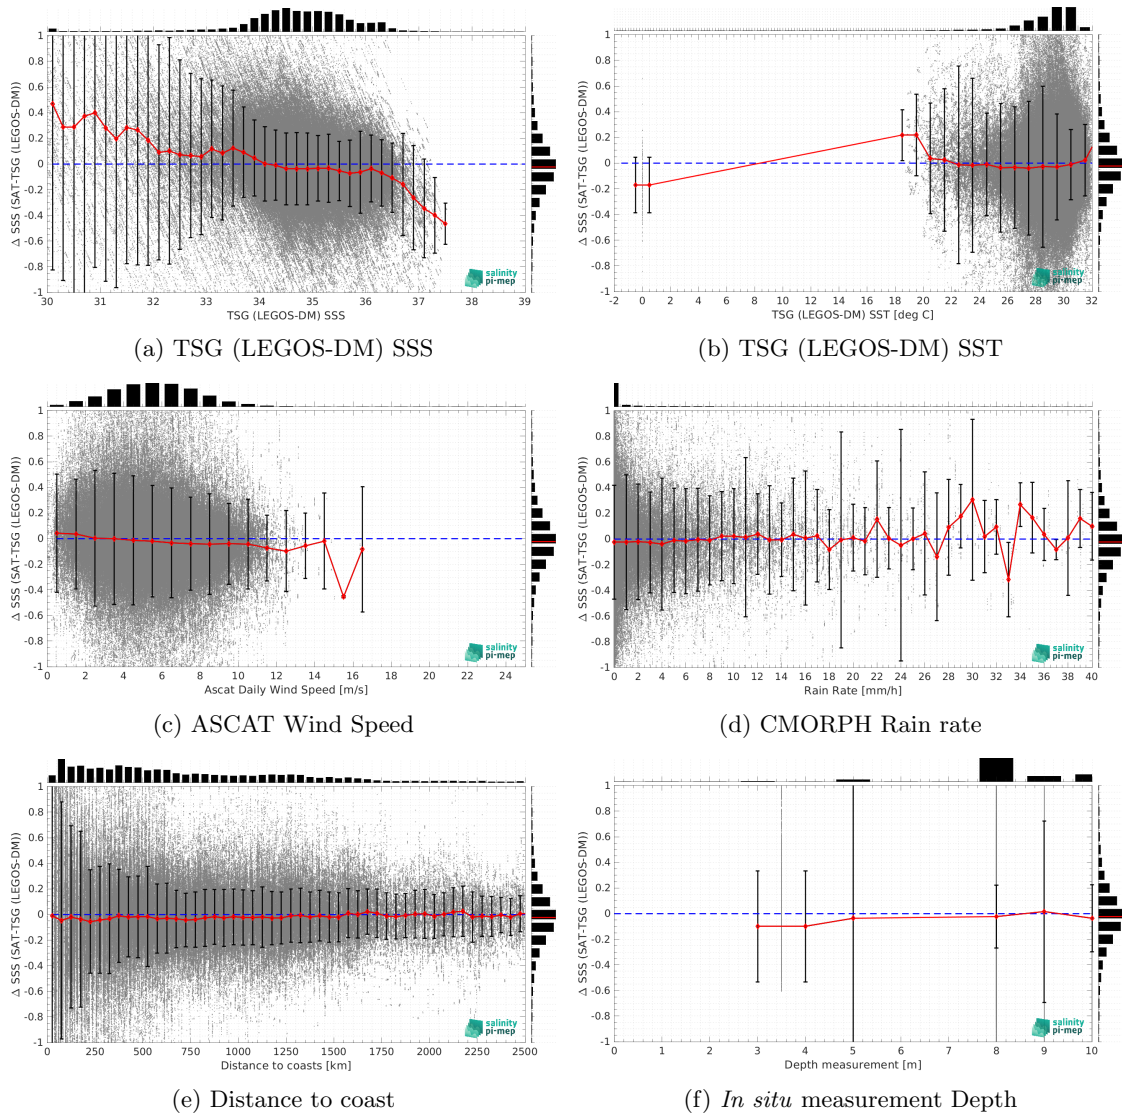 1
0.8
0.6
0.4
0.2
0
-0.2
-0.4
-0.6
-0.8
-1
Δ SSS (SAT-TSG (LEGOS-DM))
30 31 32 33 34 35 36 37 38 39
TSG (LEGOS-DM) SSS
salinity
pi-mep
(a) TSG (LEGOS-DM) SSS
1
0.8
0.6
0.4
0.2
0
-0.2
-0.4
-0.6
-0.8
-1
Δ SSS (SAT-TSG (LEGOS-DM))
-2 0 2 4 6 8 10 12 14 16 18 20 22 24 26 28 30 32
TSG (LEGOS-DM) SST [deg C]
salinity
pi-mep
(b) TSG (LEGOS-DM) SST
1
0.8
0.6
0.4
0.2
0
-0.2
-0.4
-0.6
-0.8
-1
Δ SSS (SAT-TSG (LEGOS-DM))
0 2 4 6 8 10 12 14 16 18 20 22 24
Ascat Daily Wind Speed [m/s]
salinity
pi-mep
(c) ASCAT Wind Speed
1
0.8
0.6
0.4
0.2
0
-0.2
-0.4
-0.6
-0.8
-1
Δ SSS (SAT-TSG (LEGOS-DM))
0 2 4 6 8 10 12 14 16 18 20 22 24 26 28 30 32 34 36 38 40
Rain Rate [mm/h]
salinity
pi-mep
(d) CMORPH Rain rate
1
0.8
0.6
0.4
0.2
0
-0.2
-0.4
-0.6
-0.8
-1
Δ SSS (SAT-TSG (LEGOS-DM))
0 250 500 750 1000 1250 1500 1750 2000 2250 2500
Distance to coasts [km]
salinity
pi-mep
(e) Distance to coast
1
0.8
0.6
0.4
0.2
0
-0.2
-0.4
-0.6
-0.8
-1
Δ SSS (SAT-TSG (LEGOS-DM))
0 1 2 3 4 5 6 7 8 9 10
Depth measurement [m]
salinity
pi-mep
(f) In situ measurement Depth